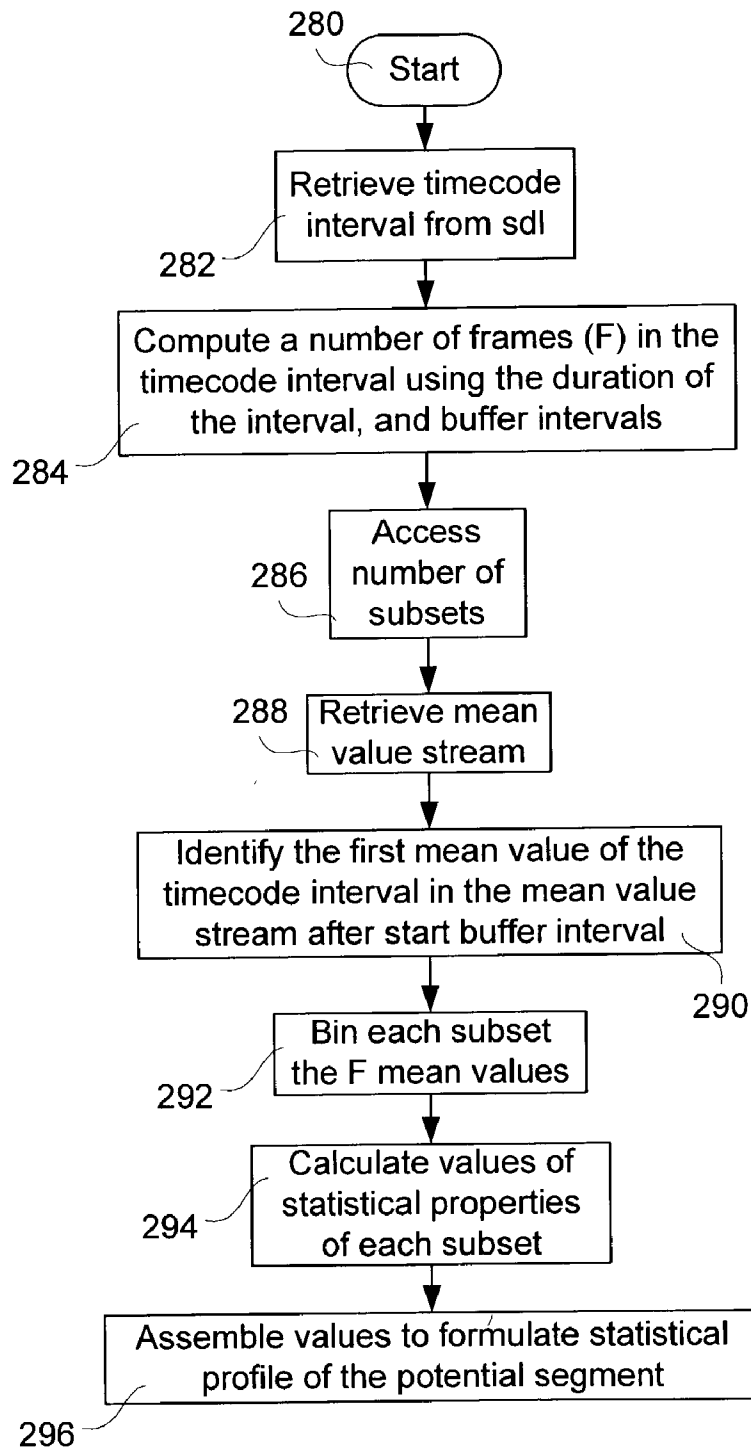 280
Start
Retrieve timecode
interval from sdl
282
Compute a number of frames (F) in the
timecode interval using the duration of
the interval, and buffer intervals
284
Access
number of
subsets
286
288
Retrieve mean
value stream
Identify the first mean value of the
timecode interval in the mean value
stream after start buffer interval
290
Bin each subset
the F mean values
292
Calculate values of
statistical properties
of each subset
294
Assemble values to formulate statistical
profile of the potential segment
296